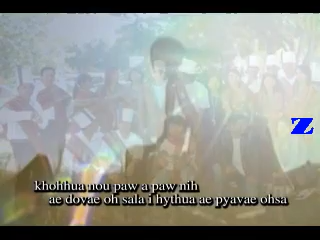 Z
khohhua nou paw a paw nih
ae dovae oh sala i hythua ae pyavae ohsa